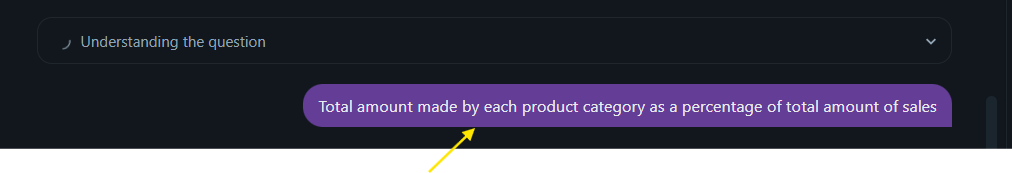 Understanding the question
Total amount made by each product category as a percentage of total amount of sales